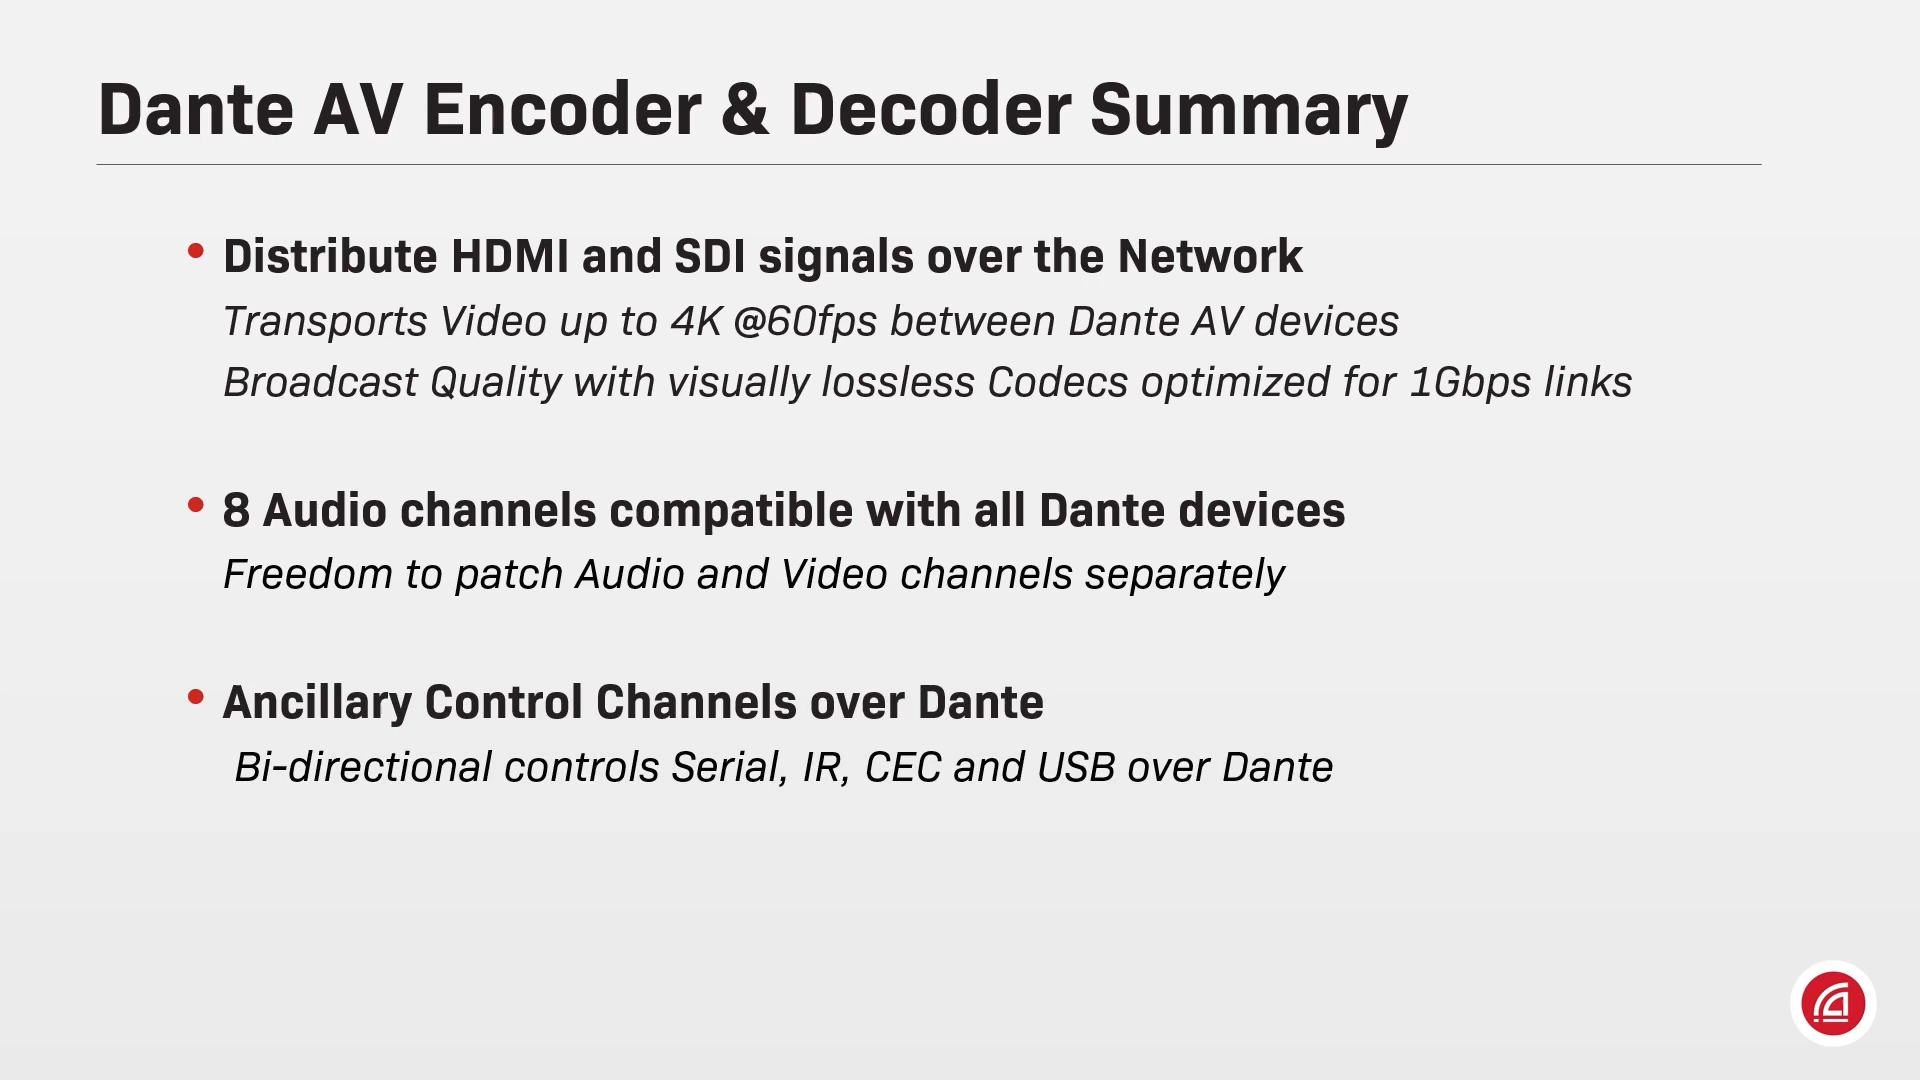 Dante AV Encoder & Decoder Summary
• Distribute HDMI and SDI signals over the Network
Transports Video up to 4K @60fps between Dante AV devices
Broadcast Quality with visually lossless Codecs optimized for 1Gbps links
• 8 Audio channels compatible with all Dante devices
Freedom to patch Audio and Video channels separately
• Ancillary Control Channels over Dante
Bi-directional controls Serial, IR, CEC and USB over Dante